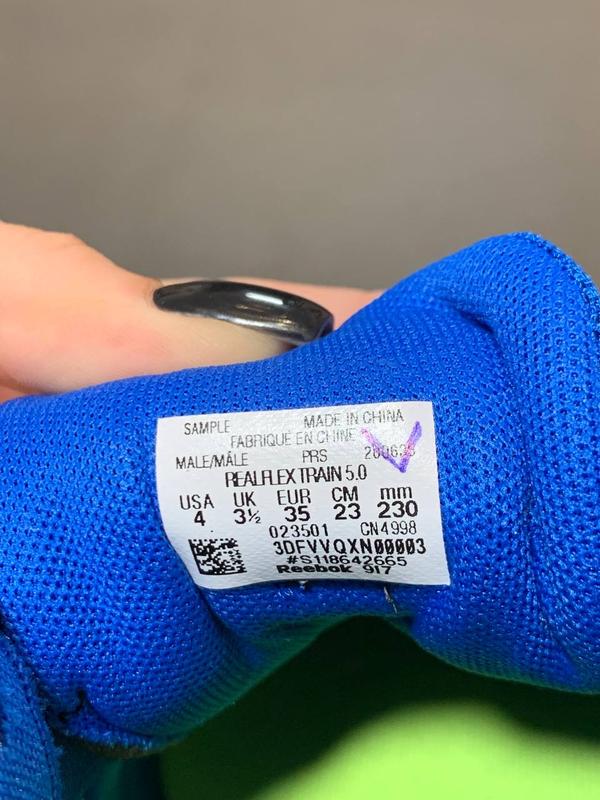 SAMPLE MADE IN CHINA
FABRIQUE EN CHINE
MALE/MÂLE PRS
REALFLEX TRAIN 5.0
USA UK EUR CM mm
4 3½ 35 23 230
023501 CN4998
3DFVVQXN00003
#S118642665
Reebok 917